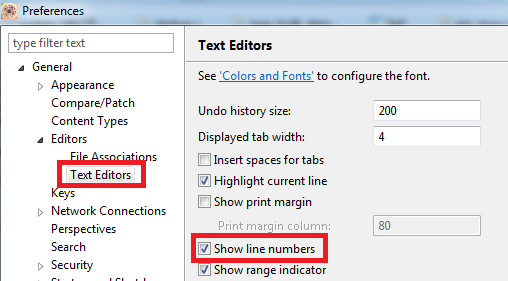 Preferences
type filter text
General
Appearance
Compare/Patch
Content Types
Editors
File Associations
Text Editors
Keys
Network Connections
Perspectives
Search
Security
Text Editors
See 'Colors and Fonts' to configure the font.
Undo history size: 200
Displayed tab width: 4
Insert spaces for tabs
Highlight current line
Show print margin
Print margin column: 80
Show line numbers
Show range indicator